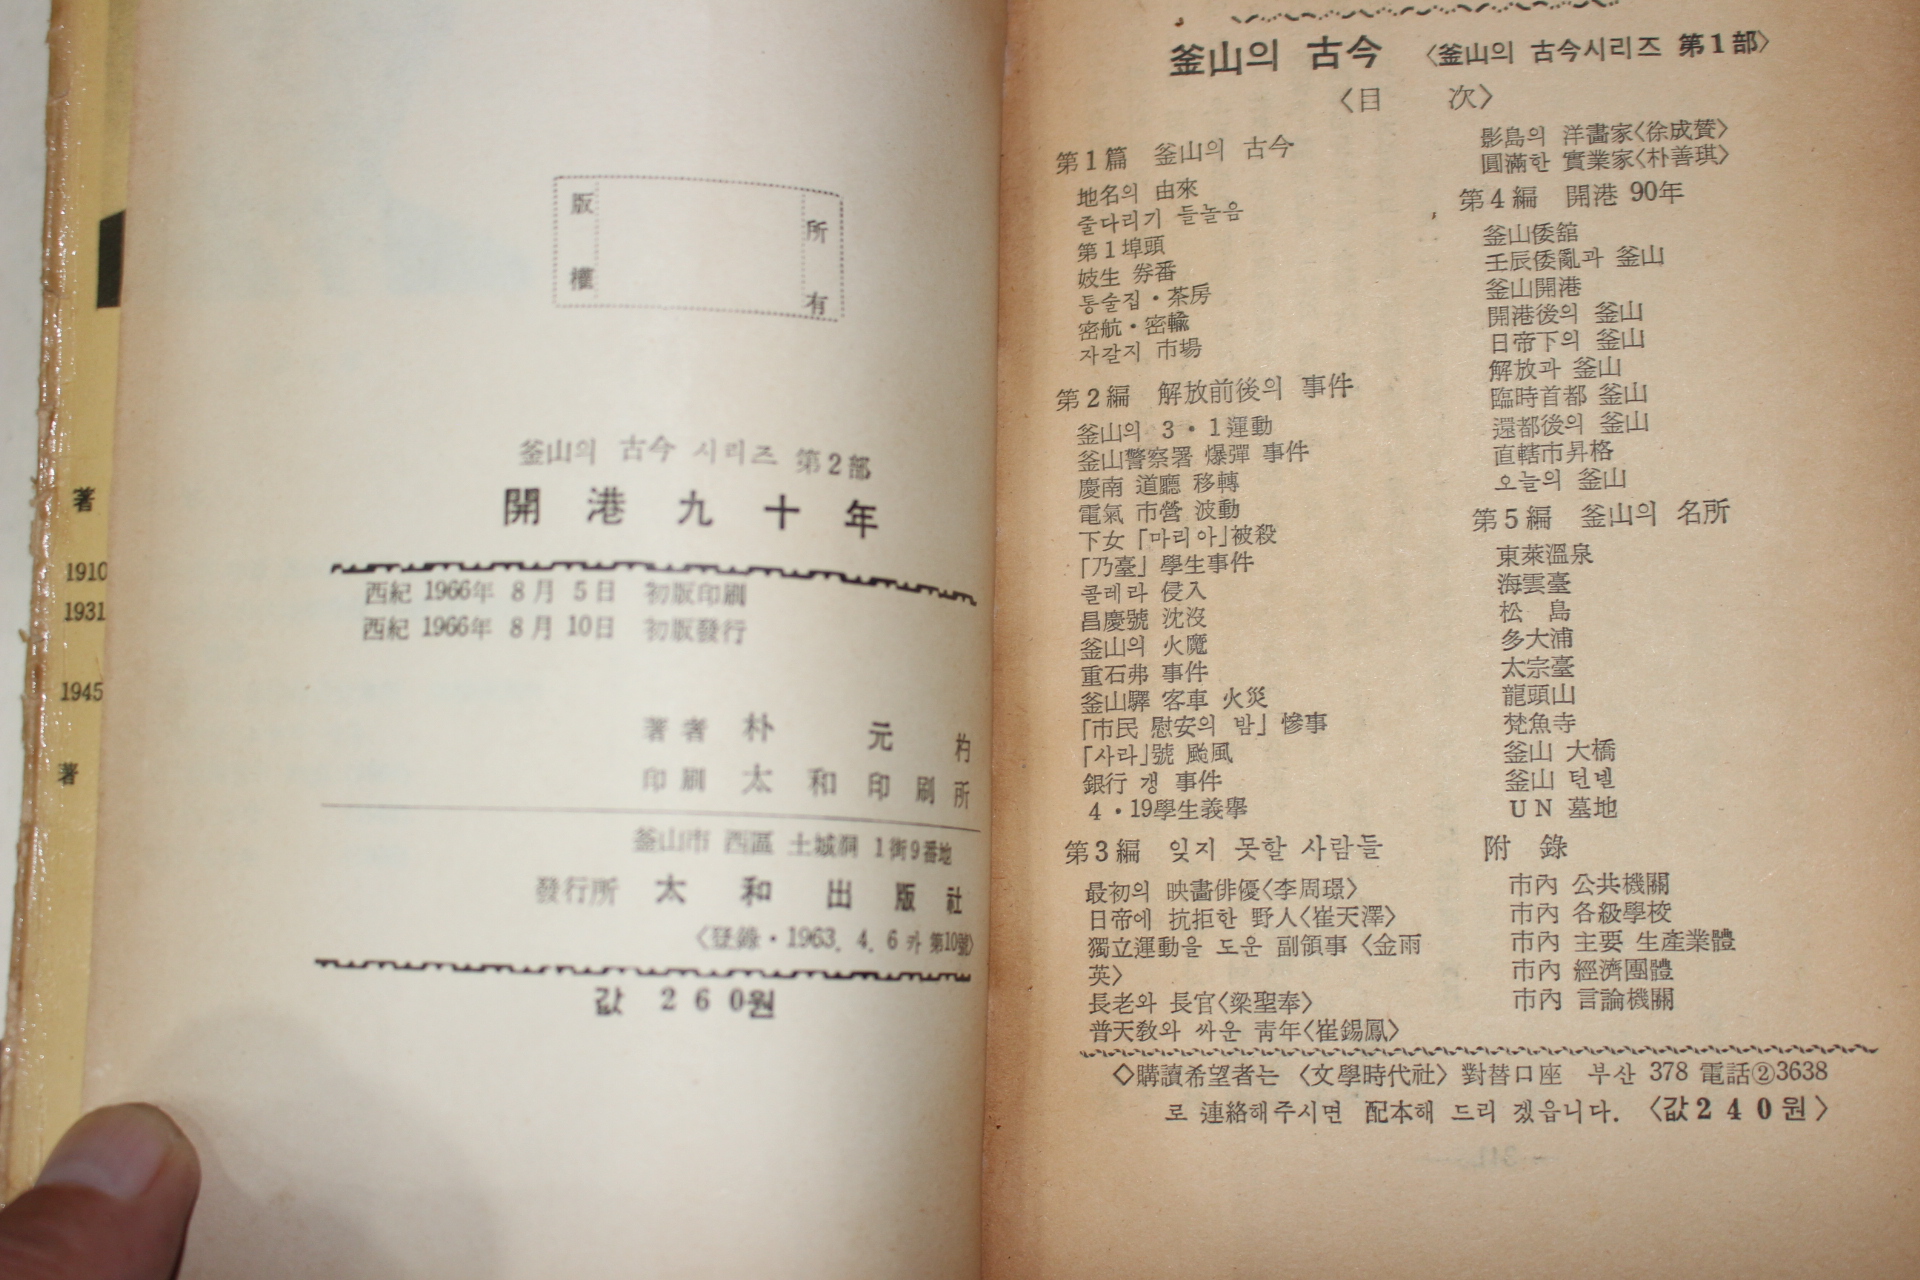 著
1910
1931
1945
著
版權
所有
釜山의 古今 시리즈 第2部
開港九十年
西紀 1966年 8月 5日 初版印刷
西紀 1966年 8月 10日 初版發行
著者 朴元杓
印刷 太和印刷所
釜山市 西區 土城洞 1街9番地
發行所 太和出版社
〈登錄・1963. 4. 6 카 第10號〉
값 260원
釜山의 古今 〈釜山의 古今시리즈 第1部〉
〈目 次〉
第1篇 釜山의 古今
地名의 由來
줄다리기 들놀음
第1埠頭
妓生 券番
통술집・茶房
密航・密輸
자갈치 市場
第2編 解放前後의 事件
釜山의 3・1運動
釜山警察署 爆彈 事件
慶南 道廳 移轉
電氣 市營 波動
下女「마리아」被殺
「乃臺」學生事件
콜레라 侵入
昌慶號 沈沒
釜山의 火魔
重石弗 事件
釜山驛 客車 火災
「市民 慰安의 밤」慘事
「사라」號 颱風
銀行 갱 事件
4・19學生義擧
第3編 잊지 못할 사람들
最初의 映畵俳優〈李周璟〉
日帝에 抗拒한 野人〈崔天澤〉
獨立運動을 도운 副領事〈金雨
英〉
長老와 長官〈梁聖奉〉
普天敎와 싸운 靑年〈崔錫鳳〉
影島의 洋畵家〈徐成贊〉
圓滿한 實業家〈朴善琪〉
第4編 開港 90年
釜山倭舘
壬辰倭亂과 釜山
釜山開港
開港後의 釜山
日帝下의 釜山
解放과 釜山
臨時首都 釜山
還都後의 釜山
直轄市昇格
오늘의 釜山
第5編 釜山의 名所
東萊溫泉
海雲臺
松 島
多大浦
太宗臺
龍頭山
梵魚寺
釜山 大橋
釜山 턴넬
UN 墓地
附 錄
市內 公共機關
市內 各級學校
市內 主要 生產業體
市內 經濟團體
市內 言論機關
◇購讀希望者는 〈文學時代社〉對替口座 부산 378 電話②3638
로 連絡해주시면 配本해 드리 겠읍니다. 〈값240원〉